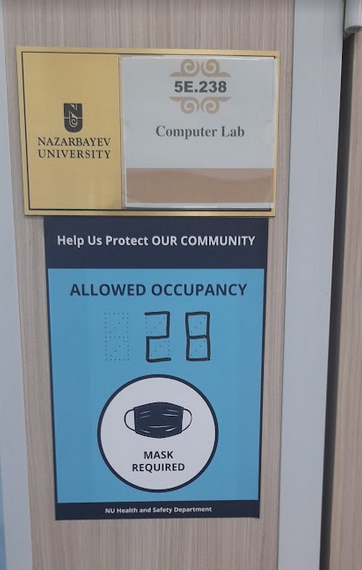 5E.238
Computer Lab
NAZARBAYEV
UNIVERSITY
Help Us Protect OUR COMMUNITY
ALLOWED OCCUPANCY
28
MASK
REQUIRED
NU Health and Safety Department